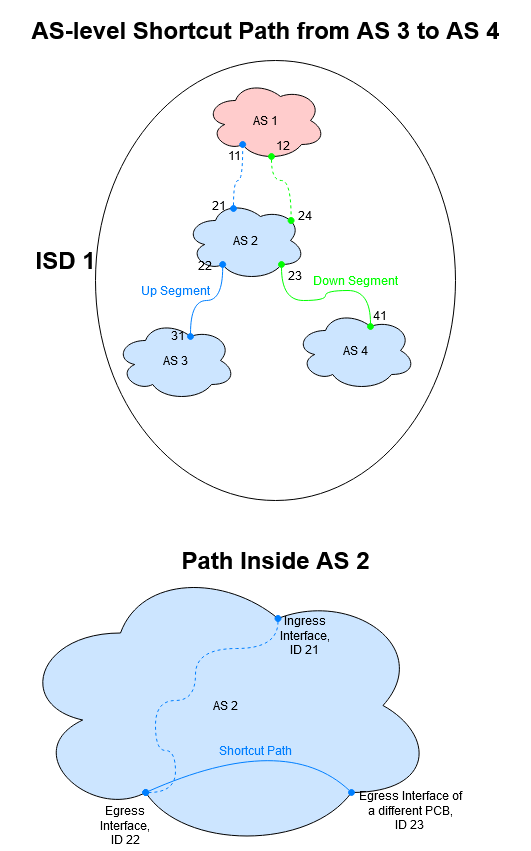 AS-level Shortcut Path from AS 3 to AS 4
AS 1
11
12
21
24
AS 2
ISD 1
22
23
Up Segment
Down Segment
31
41
AS 3
AS 4
Path Inside AS 2
Ingress
Interface,
ID 21
AS 2
Shortcut Path
Egress
Interface,
ID 22
Egress Interface of
a different PCB,
ID 23